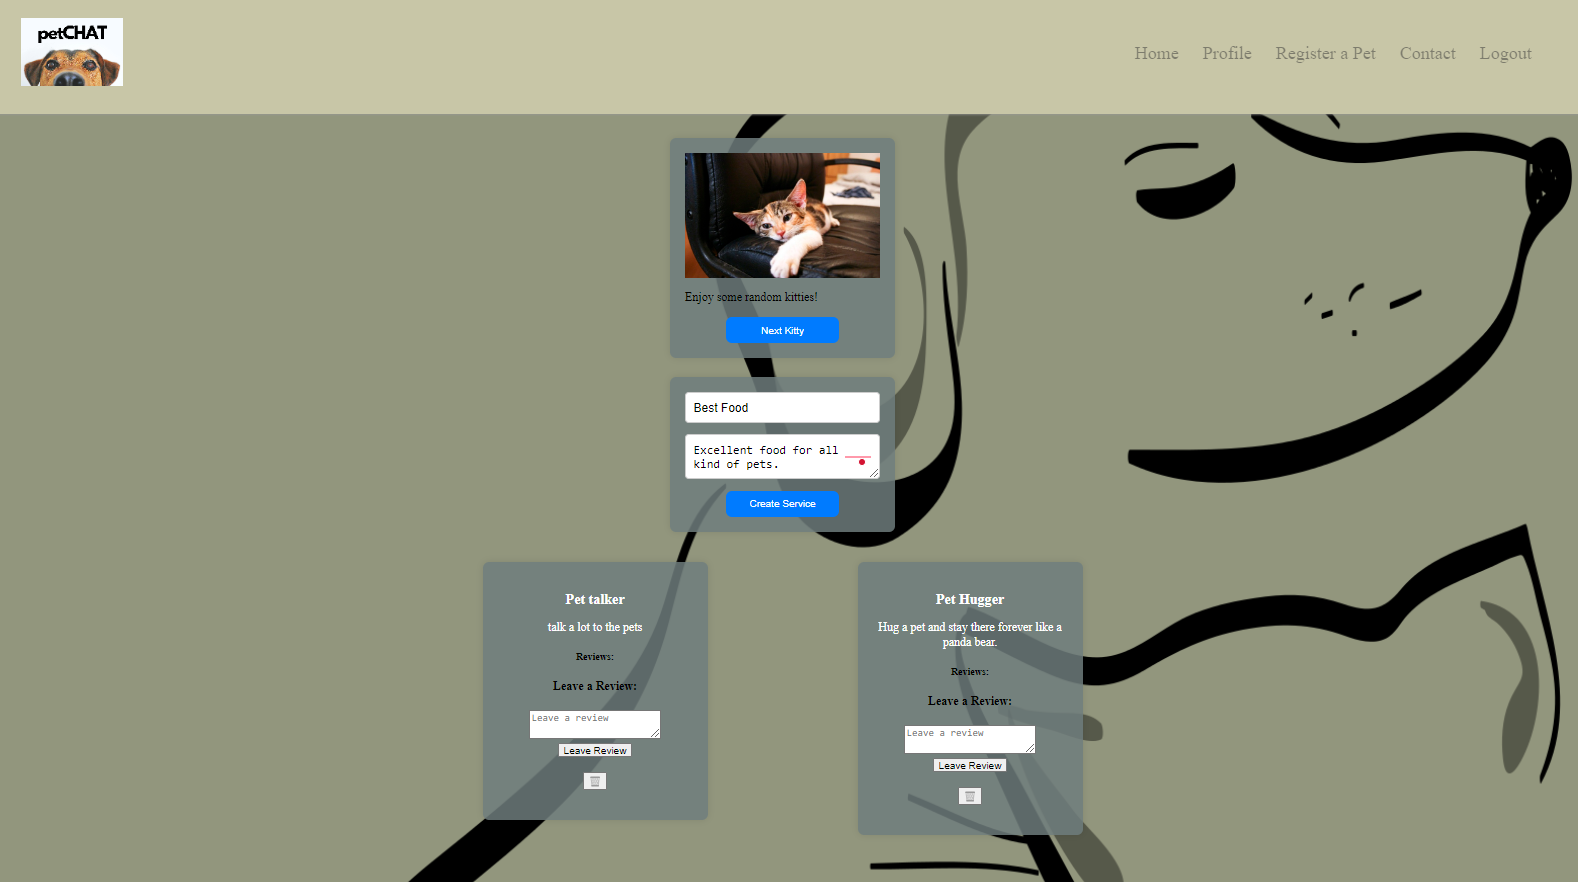 petCHAT
Home Profile Register a Pet Contact Logout
Enjoy some random kitties!
Next Kitty
Best Food
Excellent food for all
kind of pets.
Create Service
Pet talker
talk a lot to the pets
Reviews:
Leave a Review:
Leave a review
Leave Review
Pet Hugger
Hug a pet and stay there forever like a
panda bear.
Reviews:
Leave a Review:
Leave a review
Leave Review